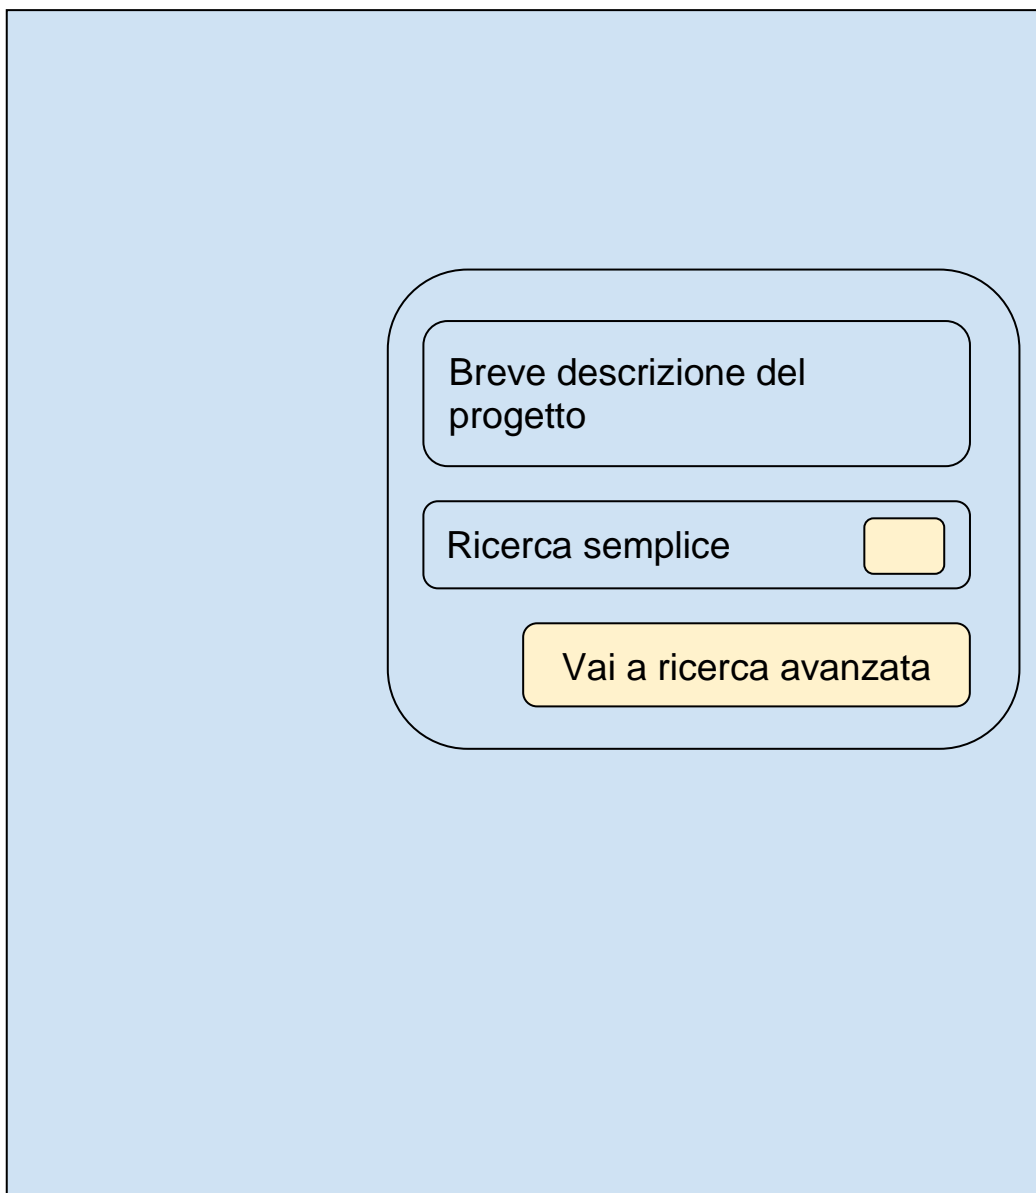 Breve descrizione del
progetto
Ricerca semplice
Vai a ricerca avanzata